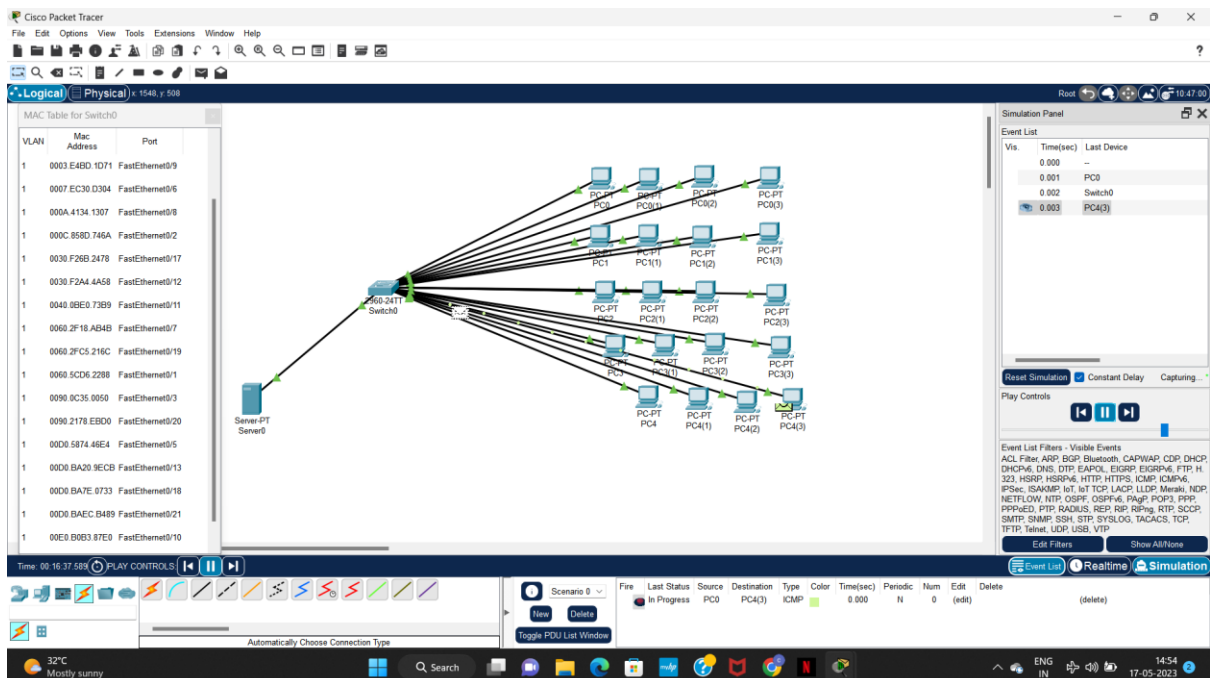 Cisco Packet Tracer
File Edit Options View Tools Extensions Window Help
?
Logical Physical x: 1548, y: 508 Root 10:47:00
MAC Table for Switch0
VLAN Mac Address Port
1 0003.E4BD.1D71 FastEthernet0/9
1 0007.EC30.D304 FastEthernet0/6
1 000A.4134.1307 FastEthernet0/8
1 000C.858D.746A FastEthernet0/2
1 0030.F26B.2478 FastEthernet0/17
1 0030.F2A4.4A58 FastEthernet0/12
1 0040.0BE0.73B9 FastEthernet0/11
1 0060.2F18.AB4B FastEthernet0/7
1 0060.2FC5.216C FastEthernet0/19
1 0060.5CD6.2288 FastEthernet0/1
1 0090.0C35.0050 FastEthernet0/3
1 0090.2178.EBD0 FastEthernet0/20
1 00D0.5874.46E4 FastEthernet0/5
1 00D0.BA20.9ECB FastEthernet0/13
1 00D0.BA7E.0733 FastEthernet0/18
1 00D0.BAEC.B489 FastEthernet0/21
1 00E0.B0B3.87E0 FastEthernet0/10
PC-PT PC-PT PC-PT PC-PT
PC0 PC0(1) PC0(2) PC0(3)
PC-PT PC-PT PC-PT PC-PT
PC1 PC1(1) PC1(2) PC1(3)
2960-24TT
Switch0
PC-PT PC-PT PC-PT PC-PT
PC2 PC2(1) PC2(2) PC2(3)
PC-PT PC-PT PC-PT PC-PT
PC3 PC3(1) PC3(2) PC3(3)
Server-PT
Server0
PC-PT PC-PT PC-PT PC-PT
PC4 PC4(1) PC4(2) PC4(3)
Simulation Panel
Event List
Vis. Time(sec) Last Device
0.000 --
0.001 PC0
0.002 Switch0
0.003 PC4(3)
Reset Simulation Constant Delay Capturing...
Play Controls
Event List Filters - Visible Events
ACL Filter, ARP, BGP, Bluetooth, CAPWAP, CDP, DHCP,
DHCPv6, DNS, DTP, EAPOL, EIGRP, EIGRPv6, FTP, H.
323, HSRP, HSRPv6, HTTP, HTTPS, ICMP, ICMPv6,
IPSec, ISAKMP, IoT, IoT TCP, LACP, LLDP, Meraki, NDP,
NETFLOW, NTP, OSPF, OSPFv6, PAgP, POP3, PPP,
PPPoED, PTP, RADIUS, REP, RIP, RIPng, RTP, SCCP,
SMTP, SNMP, SSH, STP, SYSLOG, TACACS, TCP,
TFTP, Telnet, UDP, USB, VTP
Edit Filters Show All/None
Time: 00:16:37.589 PLAY CONTROLS: Event List Realtime Simulation
Scenario 0
New Delete
Toggle PDU List Window
Fire Last Status Source Destination Type Color Time(sec) Periodic Num Edit Delete
In Progress PC0 PC4(3) ICMP 0.000 N 0 (edit) (delete)
Automatically Choose Connection Type
32°C
Mostly sunny
Search
ENG
IN
14:54
17-05-2023
2